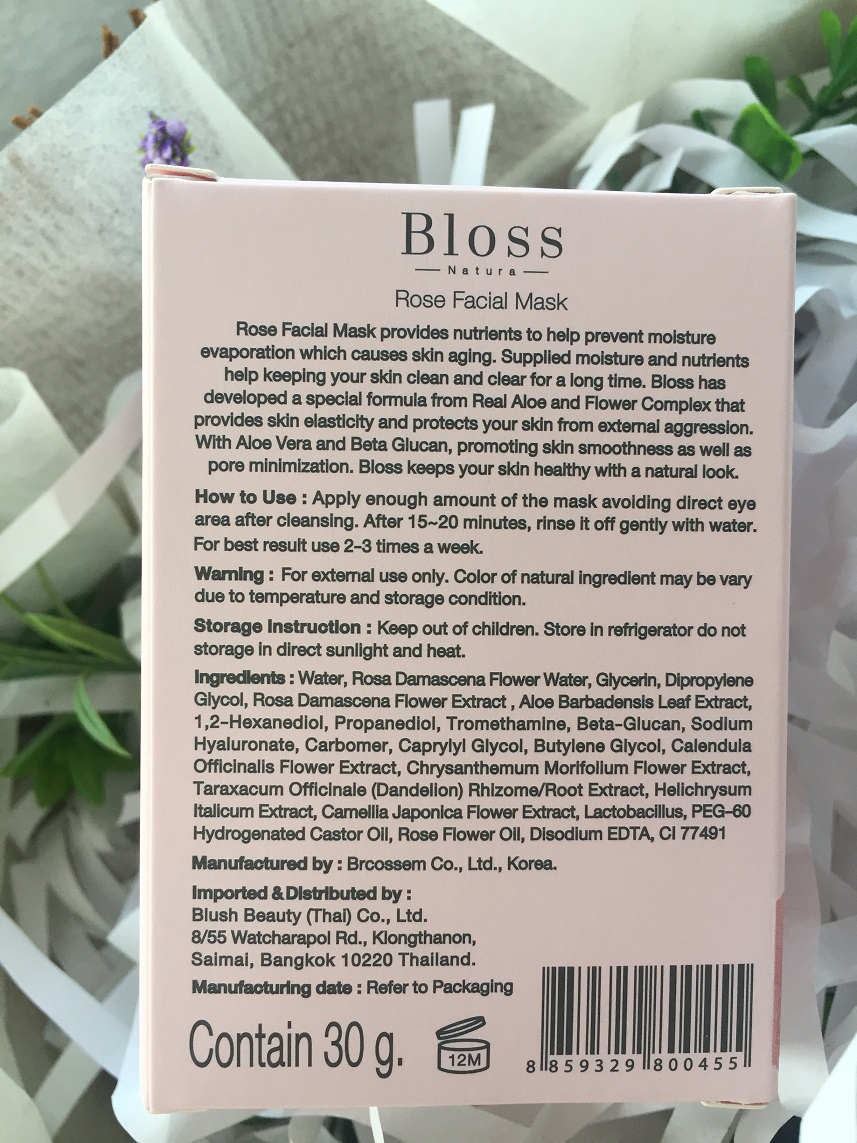 Bloss
Natura
Rose Facial Mask
Rose Facial Mask provides nutrients to help prevent moisture
evaporation which causes skin aging. Supplied moisture and nutrients
help keeping your skin clean and clear for a long time. Bloss has
developed a special formula from Real Aloe and Flower Complex that
provides skin elasticity and protects your skin from external aggression.
With Aloe Vera and Beta Glucan, promoting skin smoothness as well as
pore minimization. Bloss keeps your skin healthy with a natural look.
How to Use : Apply enough amount of the mask avoiding direct eye
area after cleansing. After 15~20 minutes, rinse it off gently with water.
For best result use 2-3 times a week.
Warning : For external use only. Color of natural ingredient may be vary
due to temperature and storage condition.
Storage Instruction : Keep out of children. Store in refrigerator do not
storage in direct sunlight and heat.
Ingredients : Water, Rosa Damascena Flower Water, Glycerin, Dipropylene
Glycol, Rosa Damascena Flower Extract , Aloe Barbadensis Leaf Extract,
1,2-Hexanediol, Propanediol, Tromethamine, Beta-Glucan, Sodium
Hyaluronate, Carbomer, Caprylyl Glycol, Butylene Glycol, Calendula
Officinalis Flower Extract, Chrysanthemum Morifolium Flower Extract,
Taraxacum Officinale (Dandelion) Rhizome/Root Extract, Helichrysum
Italicum Extract, Camellia Japonica Flower Extract, Lactobacillus, PEG-60
Hydrogenated Castor Oil, Rose Flower Oil, Disodium EDTA, CI 77491
Manufactured by : Brcossem Co., Ltd., Korea.
Imported & Distributed by :
Blush Beauty (Thai) Co., Ltd.
8/55 Watcharapol Rd., Klongthanon,
Saimai, Bangkok 10220 Thailand.
Manufacturing date : Refer to Packaging
Contain 30 g.
12M
8 859329 800455